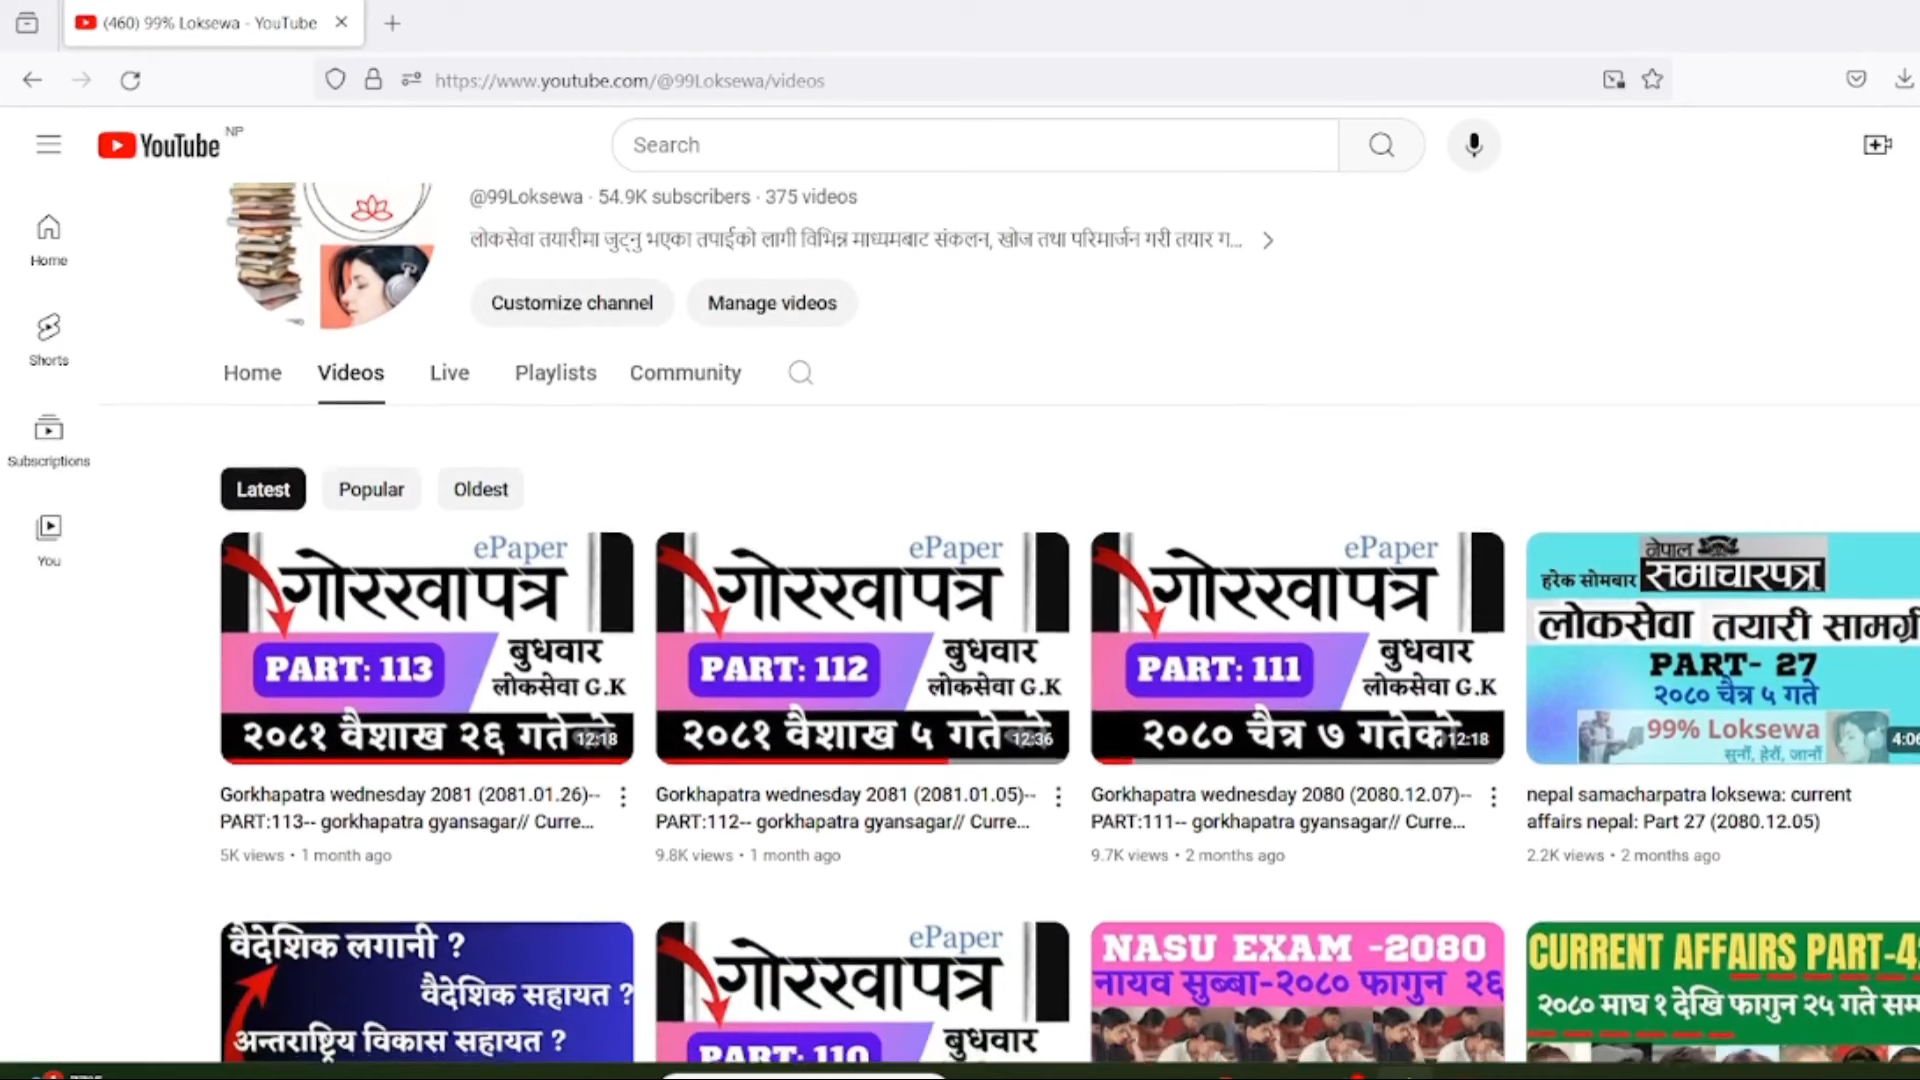 (460) 99% Loksewa - YouTube
https://www.youtube.com/@99Loksewa/videos
YouTube NP
Search
@99Loksewa · 54.9K subscribers · 375 videos
लोकसेवा तयारीमा जुट्नु भएका तपाईको लागी विभिन्न माध्यमबाट संकलन, खोज तथा परिमार्जन गरी तयार ग...
Customize channel Manage videos
Home
Shorts
Subscriptions
You
Home Videos Live Playlists Community
Latest Popular Oldest
ePaper
गोरखापत्र
PART: 113
बुधवार
लोकसेवा G.K
२०८१ वैशाख २६ गतेको
12:18
Gorkhapatra wednesday 2081 (2081.01.26)--
PART:113-- gorkhapatra gyansagar// Curre...
5K views • 1 month ago
ePaper
गोरखापत्र
PART: 112
बुधवार
लोकसेवा G.K
२०८१ वैशाख ५ गते
12:36
Gorkhapatra wednesday 2081 (2081.01.05)--
PART:112-- gorkhapatra gyansagar// Curre...
9.8K views • 1 month ago
ePaper
गोरखापत्र
PART: 111
बुधवार
लोकसेवा G.K
२०८० चैत्र ७ गतेको
12:18
Gorkhapatra wednesday 2080 (2080.12.07)--
PART:111-- gorkhapatra gyansagar// Curre...
9.7K views • 2 months ago
नेपाल
हरेक सोमबार समाचारपत्र
लोकसेवा तयारी सामग्री
PART- 27
२०८० चैत्र ५ गते
99% Loksewa
सुनौं, हेरौं, जानौं
4:06
nepal samacharpatra loksewa: current
affairs nepal: Part 27 (2080.12.05)
2.2K views • 2 months ago
वैदेशिक लगानी ?
वैदेशिक सहायत ?
अन्तराष्ट्रिय विकास सहायत ?
ePaper
गोरखापत्र
PART: 110
बुधवार
NASU EXAM -2080
नायव सुब्बा-२०८० फागुन २६
CURRENT AFFAIRS PART-4
२०८० माघ १ देखि फागुन २५ गते सम्म